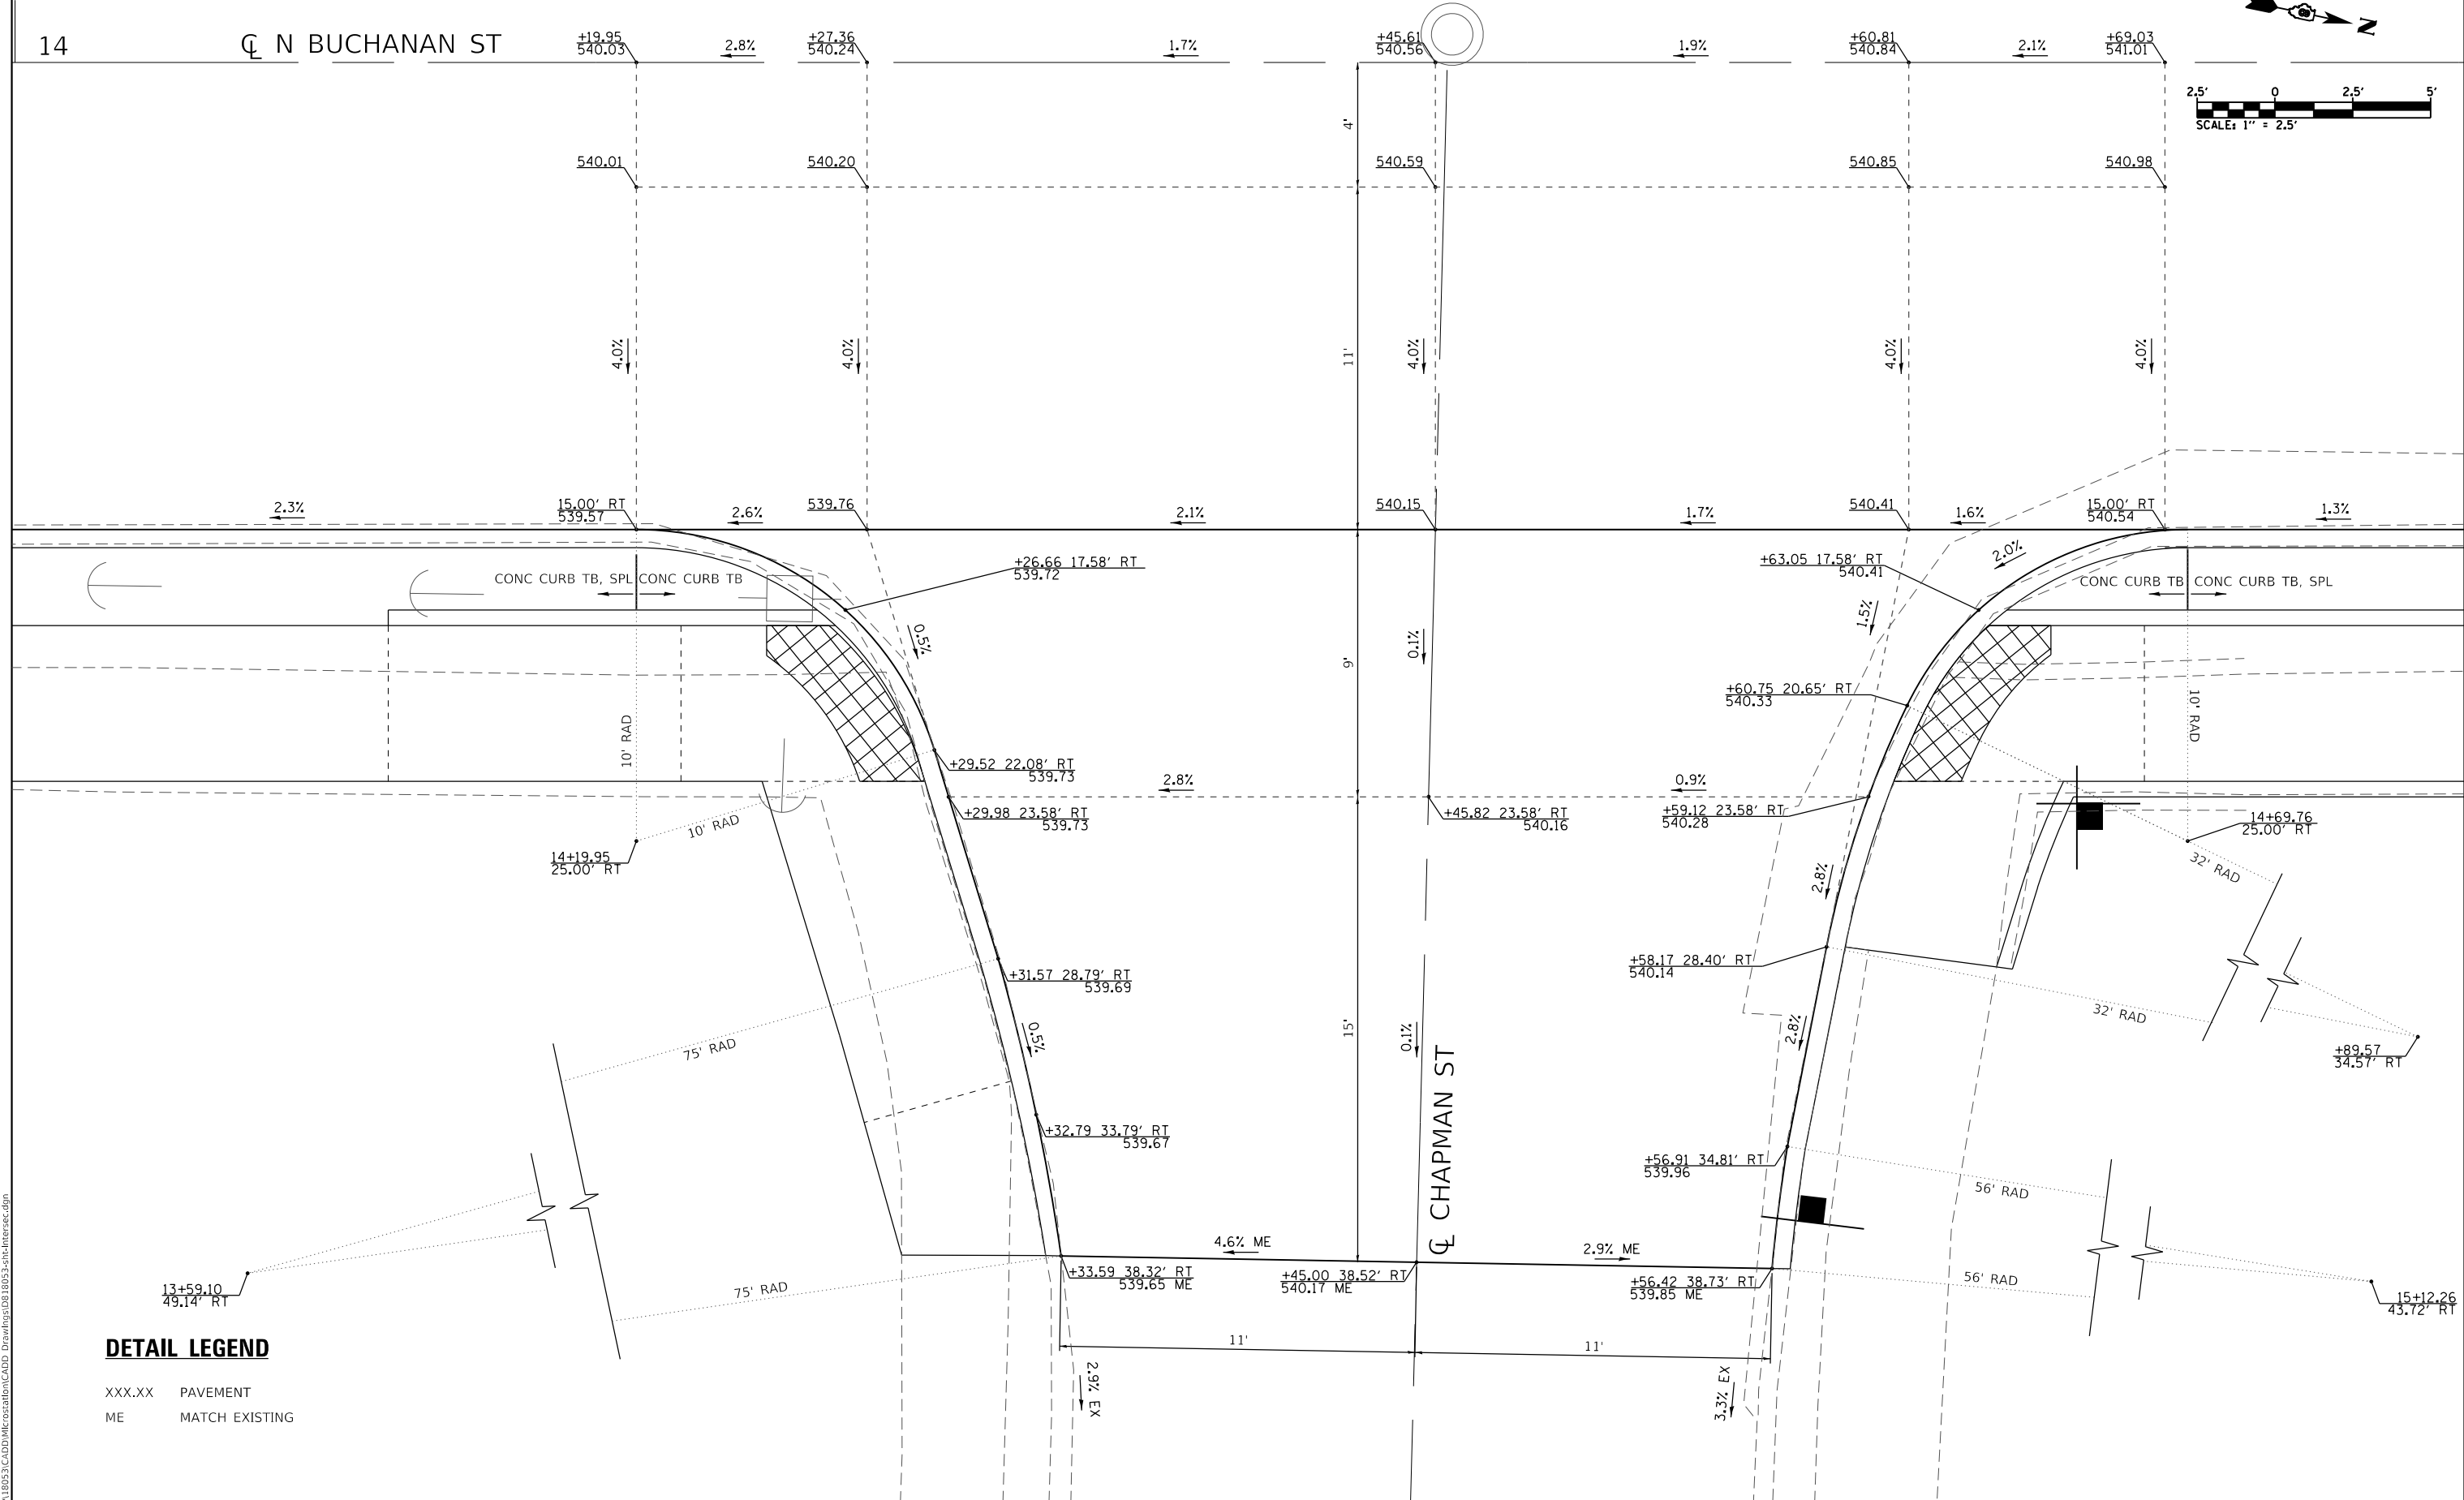 14
℄ N BUCHANAN ST
+19.95
540.03
2.8%
+27.36
540.24
1.7%
+45.61
540.56
1.9%
+60.81
540.84
2.1%
+69.03
541.01
N
2.5' 0 2.5' 5'
SCALE: 1'' = 2.5'
4'
540.01
540.20
540.59
540.85
540.98
4.0%
4.0%
11'
4.0%
4.0%
4.0%
2.3%
15.00' RT
539.57
2.6%
539.76
2.1%
540.15
1.7%
540.41
1.6%
15.00' RT
540.54
1.3%
CONC CURB TB, SPL
CONC CURB TB
+26.66 17.58' RT
539.72
0.5%
+63.05 17.58' RT
540.41
2.0%
CONC CURB TB
CONC CURB TB, SPL
1.5%
9'
0.1%
10' RAD
+60.75 20.65' RT
540.33
10' RAD
+29.52 22.08' RT
539.73
2.8%
0.9%
+29.98 23.58' RT
539.73
+45.82 23.58' RT
540.16
+59.12 23.58' RT
540.28
14+69.76
25.00' RT
10' RAD
14+19.95
25.00' RT
32' RAD
2.8%
+31.57 28.79' RT
539.69
+58.17 28.40' RT
540.14
32' RAD
75' RAD
0.5%
15'
0.1%
2.8%
+89.57
34.57' RT
℄ CHAPMAN ST
+32.79 33.79' RT
539.67
+56.91 34.81' RT
539.96
56' RAD
4.6% ME
2.9% ME
13+59.10
49.14' RT
75' RAD
+33.59 38.32' RT
539.65 ME
+45.00 38.52' RT
540.17 ME
+56.42 38.73' RT
539.85 ME
56' RAD
15+12.26
43.72' RT
11'
11'
2.9% EX
3.3% EX
DETAIL LEGEND
XXX.XX PAVEMENT
ME MATCH EXISTING